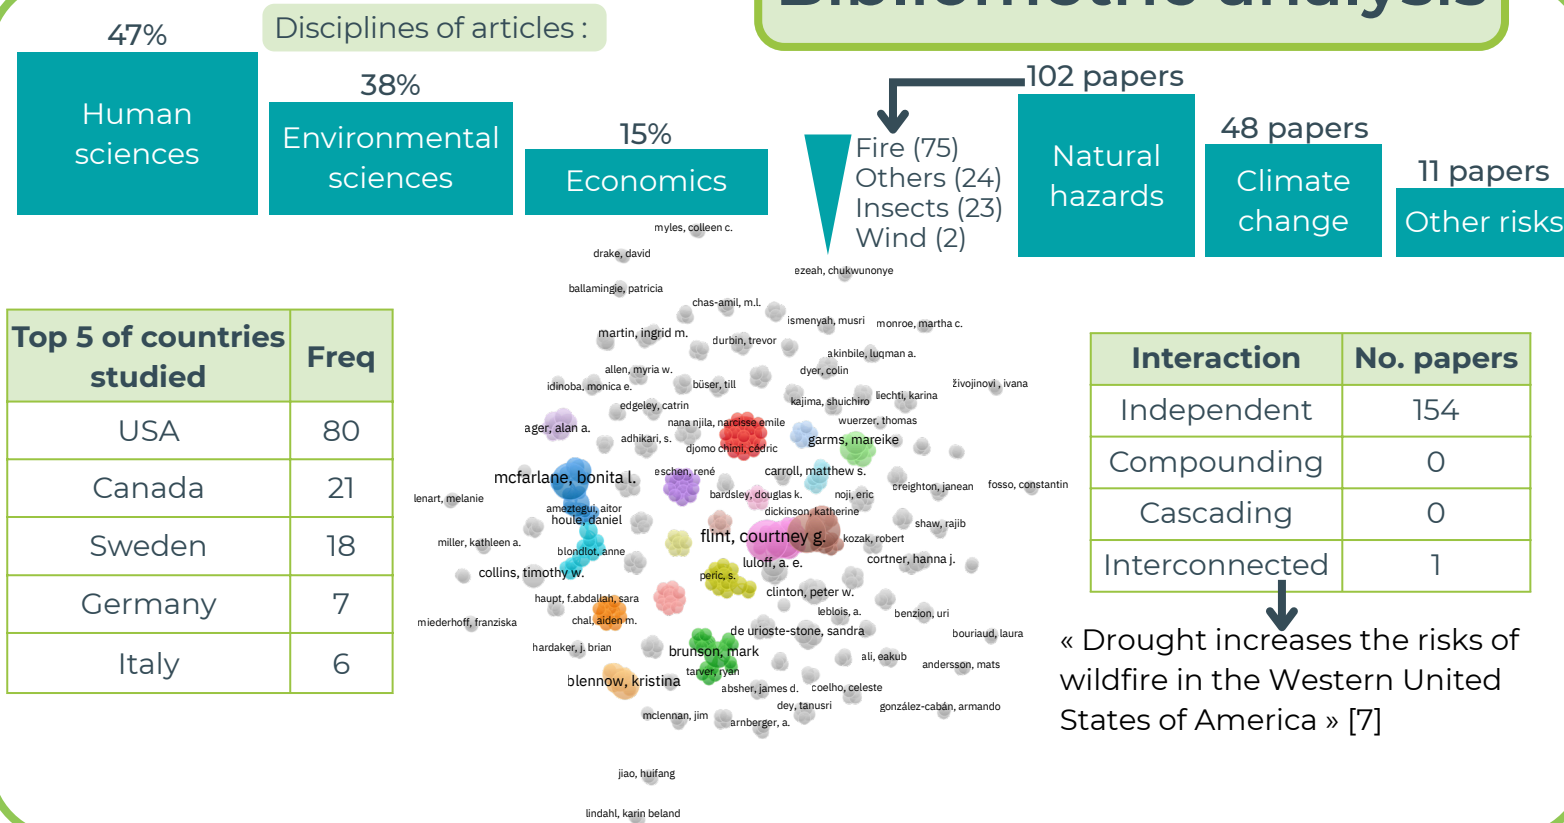 Bibliometric analysis
Disciplines of articles :
47%
Human
sciences
38%
Environmental
sciences
15%
Economics
102 papers
Natural
hazards
48 papers
Climate
change
11 papers
Other risks
Fire (75)
Others (24)
Insects (23)
Wind (2)
Top 5 of countries
studied
Freq
USA 80
Canada 21
Sweden 18
Germany 7
Italy 6
myles, colleen c.
drake, david
ezeah, chukwunonye
ballamingie, patricia
chas-amil, m.l.
ismenyah, musri
monroe, martha c.
martin, ingrid m.
durbin, trevor
akinbile, luqman a.
allen, myria w.
dyer, colin
idinoba, monica e.
büser, till
živojinovi , ivana
liechti, karina
kajima, shuichiro
edgeley, catrin
nana njila, narcisse emile
wuerzer, thomas
ager, alan a.
adhikari, s.
djomo chimi, cédric
garms, mareike
mcfarlane, bonita l.
eschen, rené
carroll, matthew s.
creighton, janean
fosso, constantin
lenart, melanie
bardsley, douglas k.
noji, eric
ameztegui, aitor
houle, daniel
dickinson, katherine
shaw, rajib
miller, kathleen a.
blondlot, anne
flint, courtney g.
kozak, robert
luloff, a. e.
cortner, hanna j.
collins, timothy w.
peric, s.
clinton, peter w.
haupt, f.abdallah, sara
leblois, a.
benzion, uri
miederhoff, franziska
chal, aiden m.
de urioste-stone, sandra
bouriaud, laura
hardaker, j. brian
brunson, mark
ali, eakub
andersson, mats
tarver, ryan
blennow, kristina
absher, james d.
coelho, celeste
dey, tanusri
gonzález-cabán, armando
mclennan, jim
arnberger, a.
jiao, huifang
lindahl, karin beland
Interaction No. papers
Independent 154
Compounding 0
Cascading 0
Interconnected 1
« Drought increases the risks of
wildfire in the Western United
States of America » [7]